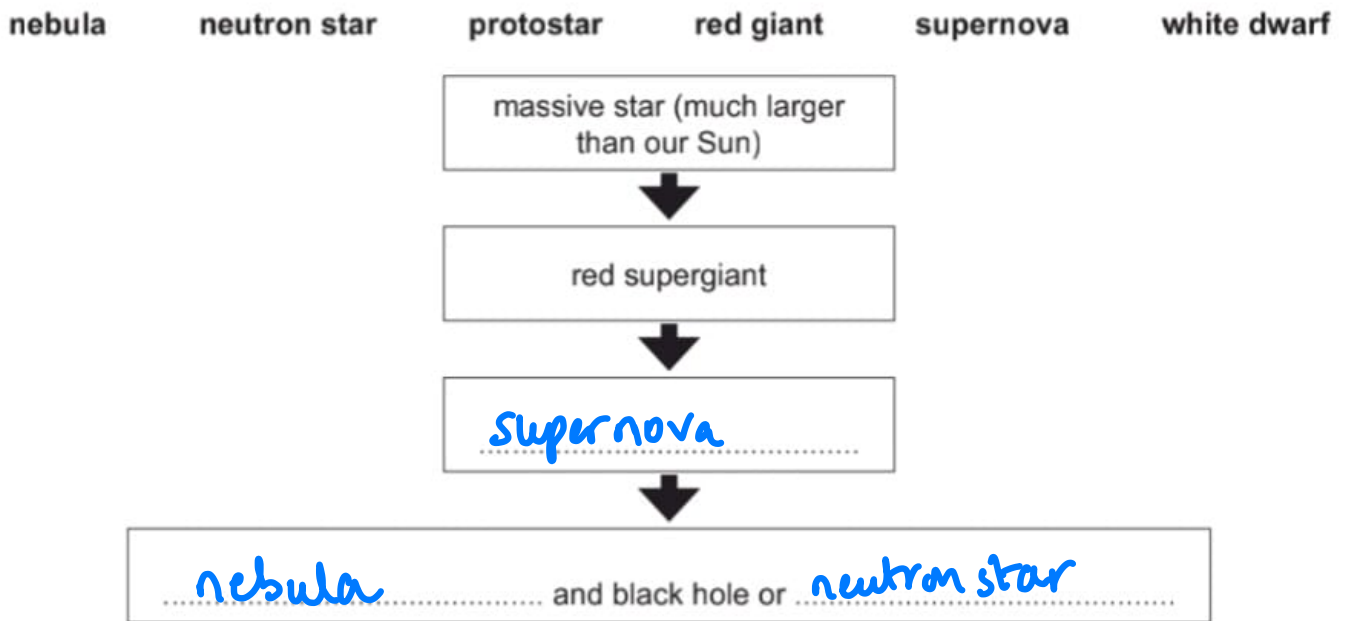 nebula neutron star protostar red giant supernova white dwarf
massive star (much larger
than our Sun)
red supergiant
supernova
nebula and black hole or neutron star